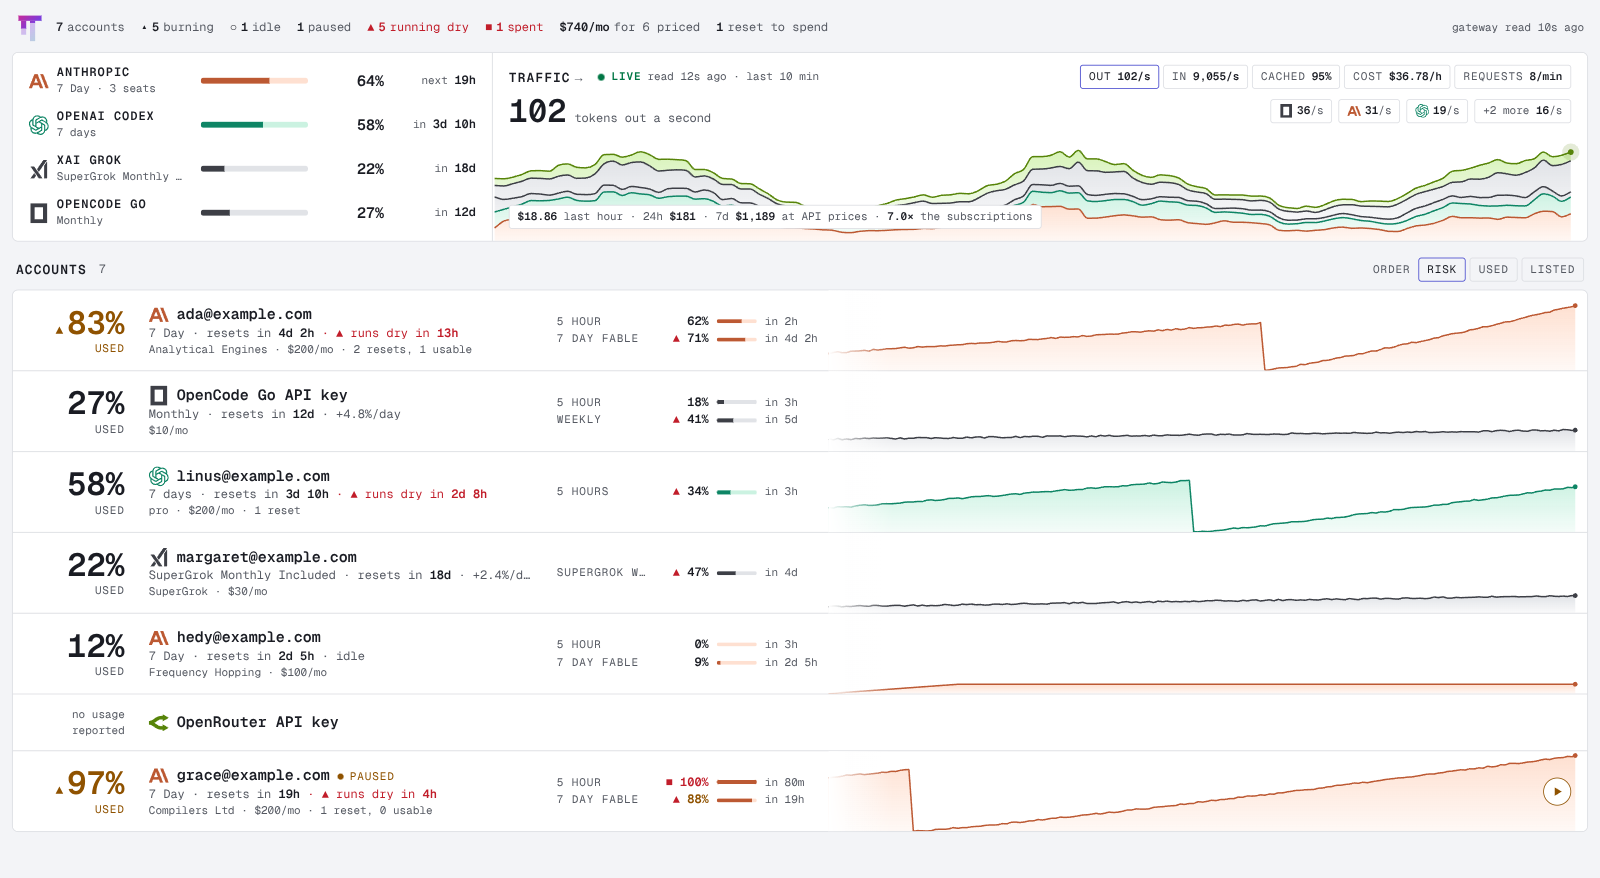 7 accounts ▲ 5 burning ○ 1 idle 1 paused ▲ 5 running dry ■ 1 spent $740/mo for 6 priced 1 reset to spend
gateway read 10s ago
ANTHROPIC
7 Day · 3 seats
64%
next 19h
OPENAI CODEX
7 days
58%
in 3d 10h
XAI GROK
SuperGrok Monthly …
22%
in 18d
OPENCODE GO
Monthly
27%
in 12d
TRAFFIC → ● LIVE read 12s ago · last 10 min
OUT 102/s IN 9,055/s CACHED 95% COST $36.78/h REQUESTS 8/min
102 tokens out a second
36/s 31/s 19/s +2 more 16/s
$18.86 last hour · 24h $181 · 7d $1,189 at API prices · 7.0× the subscriptions
ACCOUNTS 7
ORDER RISK USED LISTED
▲83%
USED
ada@example.com
7 Day · resets in 4d 2h · ▲ runs dry in 13h
Analytical Engines · $200/mo · 2 resets, 1 usable
5 HOUR 62% in 2h
7 DAY FABLE ▲ 71% in 4d 2h
27%
USED
OpenCode Go API key
Monthly · resets in 12d · +4.8%/day
$10/mo
5 HOUR 18% in 3h
WEEKLY ▲ 41% in 5d
58%
USED
linus@example.com
7 days · resets in 3d 10h · ▲ runs dry in 2d 8h
pro · $200/mo · 1 reset
5 HOURS ▲ 34% in 3h
22%
USED
margaret@example.com
SuperGrok Monthly Included · resets in 18d · +2.4%/d…
SuperGrok · $30/mo
SUPERGROK W… ▲ 47% in 4d
12%
USED
hedy@example.com
7 Day · resets in 2d 5h · idle
Frequency Hopping · $100/mo
5 HOUR 0% in 3h
7 DAY FABLE 9% in 2d 5h
no usage
reported
OpenRouter API key
▲97%
USED
grace@example.com ● PAUSED
7 Day · resets in 19h · ▲ runs dry in 4h
Compilers Ltd · $200/mo · 1 reset, 0 usable
5 HOUR ■ 100% in 80m
7 DAY FABLE ▲ 88% in 19h